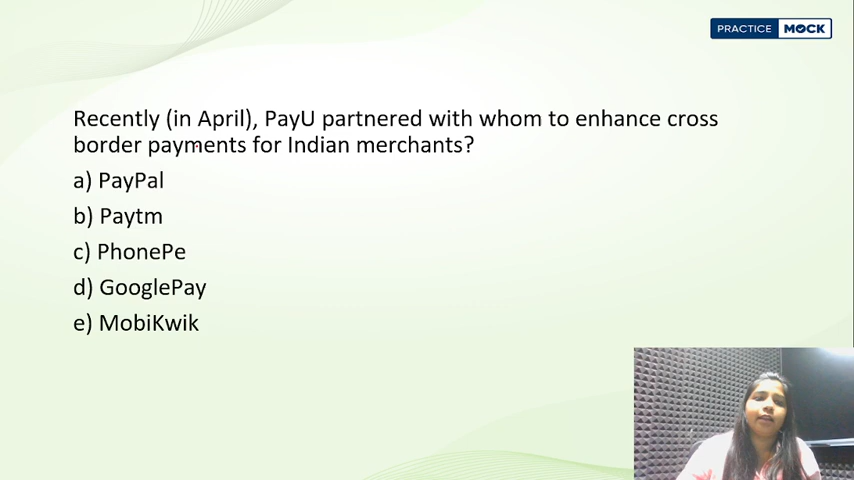 PRACTICE MOCK
Recently (in April), PayU partnered with whom to enhance cross
border payments for Indian merchants?
a) PayPal
b) Paytm
c) PhonePe
d) GooglePay
e) MobiKwik